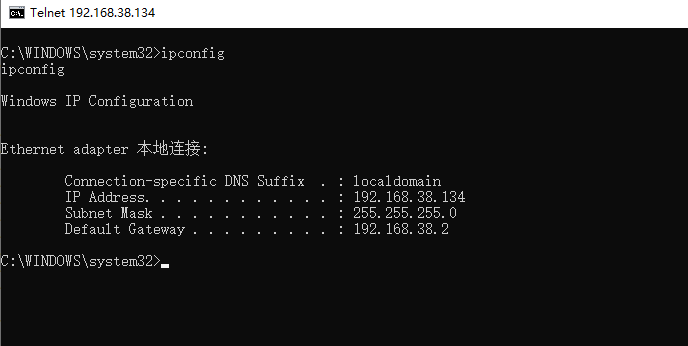 Telnet 192.168.38.134
C:\WINDOWS\system32>ipconfig
ipconfig
Windows IP Configuration
Ethernet adapter 本地连接:
Connection-specific DNS Suffix  . : localdomain
IP Address. . . . . . . . . . . . : 192.168.38.134
Subnet Mask . . . . . . . . . . . : 255.255.255.0
Default Gateway . . . . . . . . . : 192.168.38.2
C:\WINDOWS\system32>